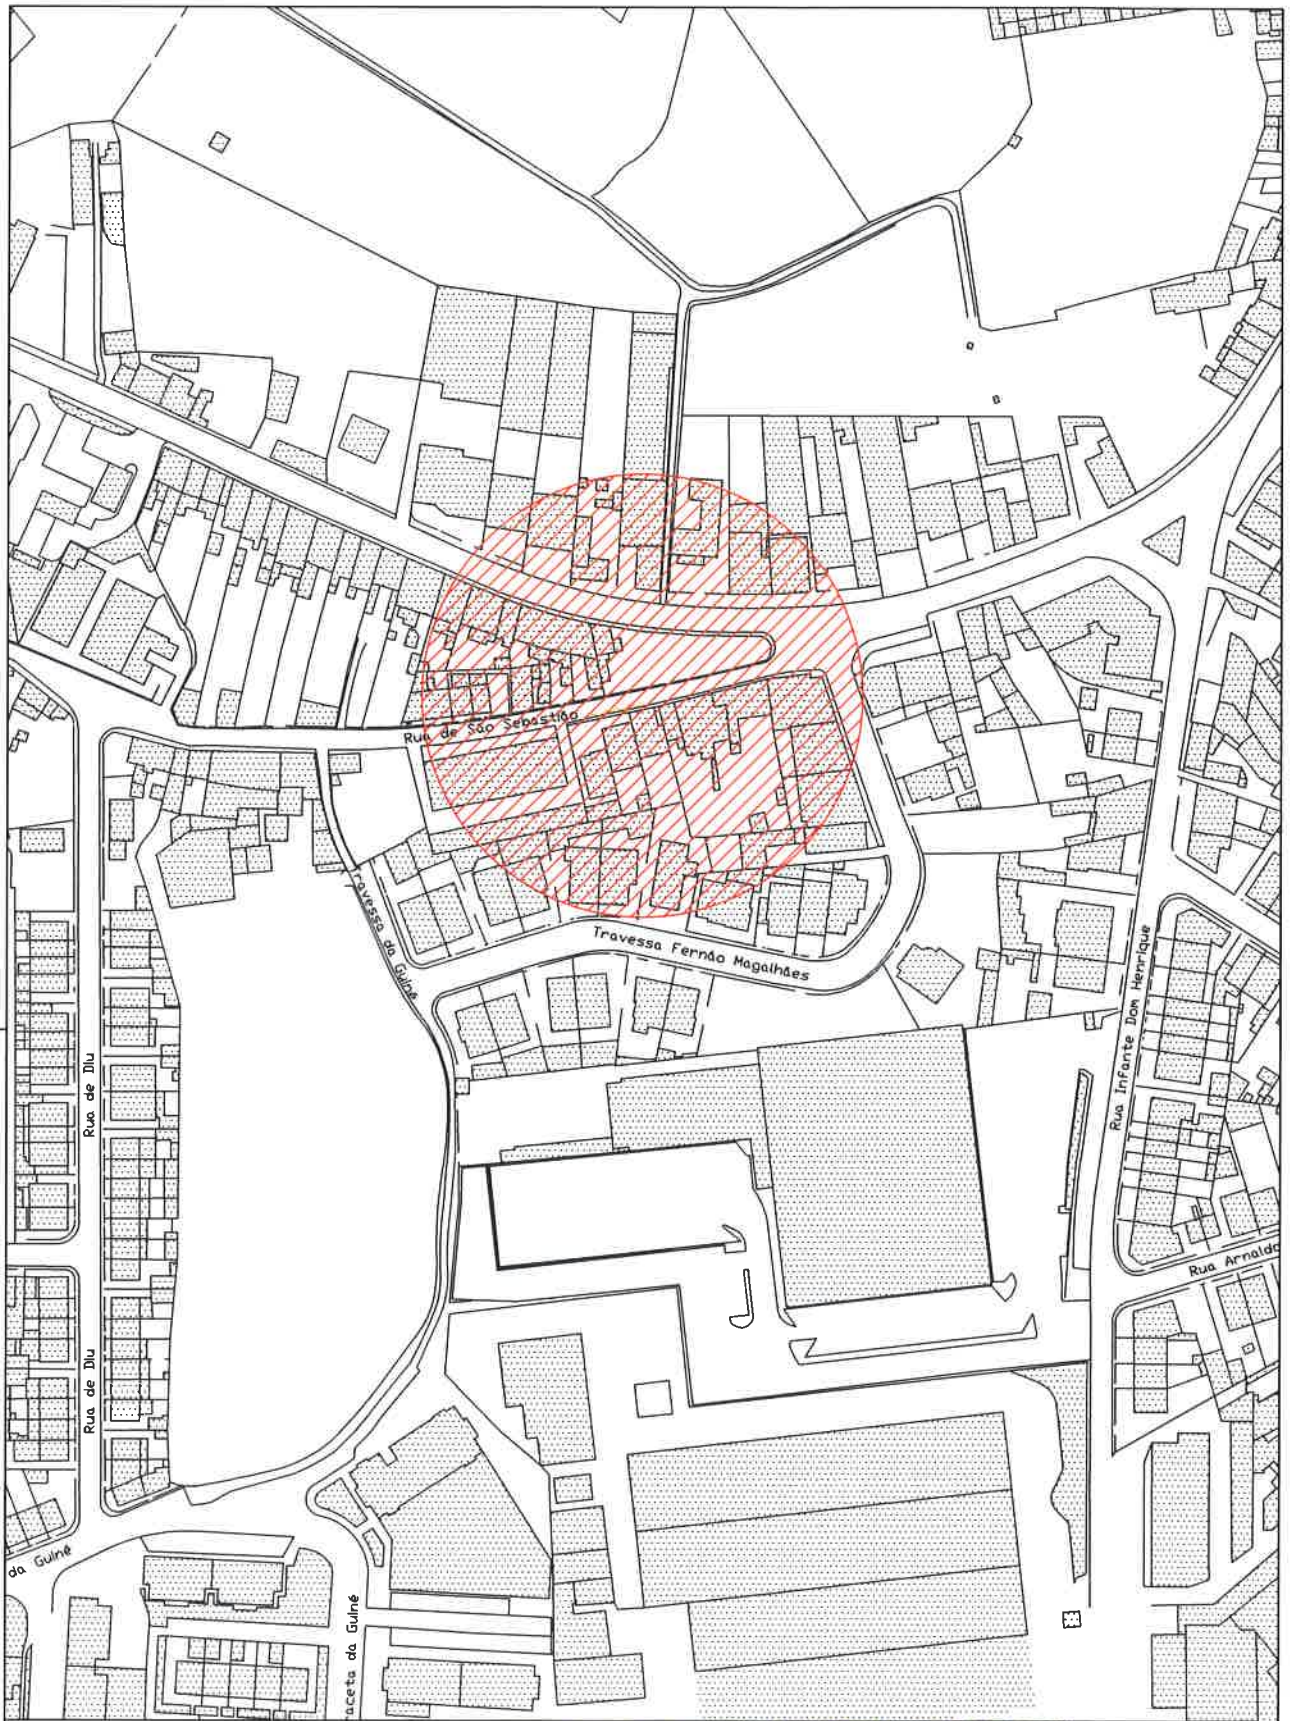 Rua de São Sebastião
Travessa da Guiné
Travessa Fernão Magalhães
Rua Infante Dom Henrique
Rua de DIu
Rua Arnaldo
Rua de DIu
da Guiné
aceta da Guiné